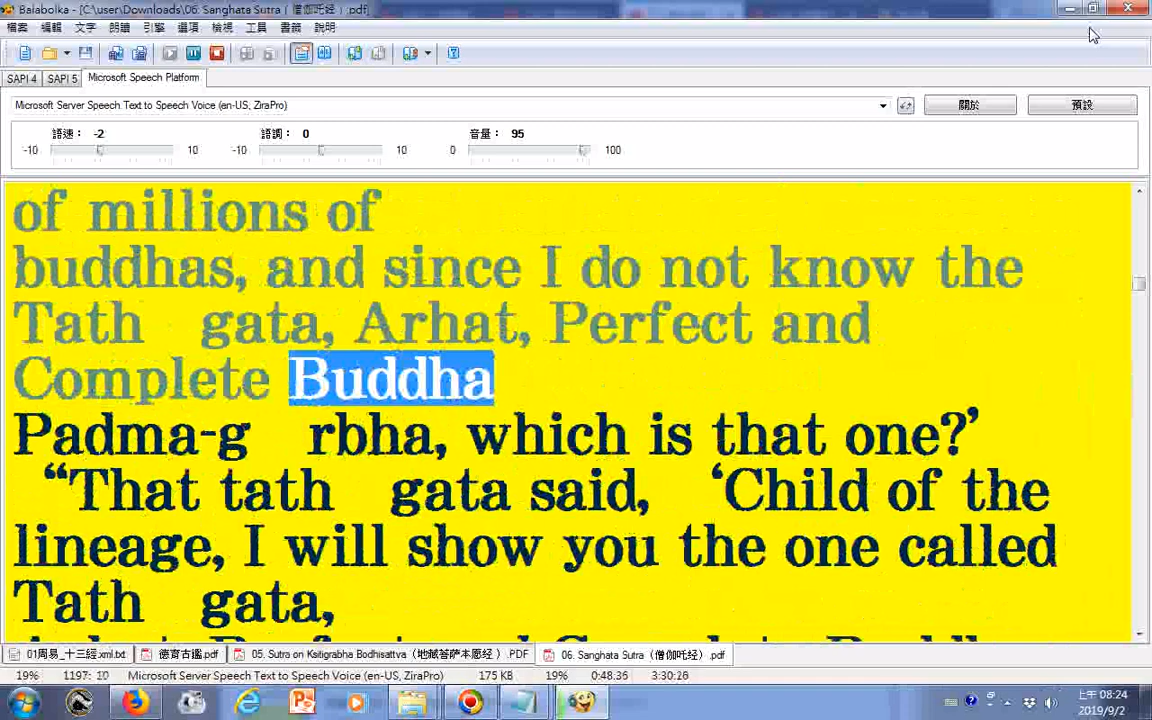 Balabolka - [C:\user\Downloads\06. Sanghata Sutra ( 僧伽吒经 ).pdf]
檔案 編輯 文字 朗讀 引擎 選項 檢視 工具 書籤 說明
SAPI 4 SAPI 5 Microsoft Speech Platform
Microsoft Server Speech Text to Speech Voice (en-US, ZiraPro) 關於 預設
語速： -2 語調： 0 音量： 95
-10 10 -10 10 0 100
of millions of
buddhas, and since I do not know the
Tath gata, Arhat, Perfect and
Complete Buddha
Padma-g rbha, which is that one?’
“That tath gata said, ‘Child of the
lineage, I will show you the one called
Tath gata,
01周易_十三經.xml.txt 德育古鑑.pdf 05. Sutra on Ksitigrabha Bodhisattva（地藏菩萨本愿经）.PDF 06. Sanghata Sutra（僧伽吒经）.pdf
19% 1197: 10 Microsoft Server Speech Text to Speech Voice (en-US, ZiraPro) 175 KB 19% 0:48:36 3:30:26
上午 08:24
2019/9/2